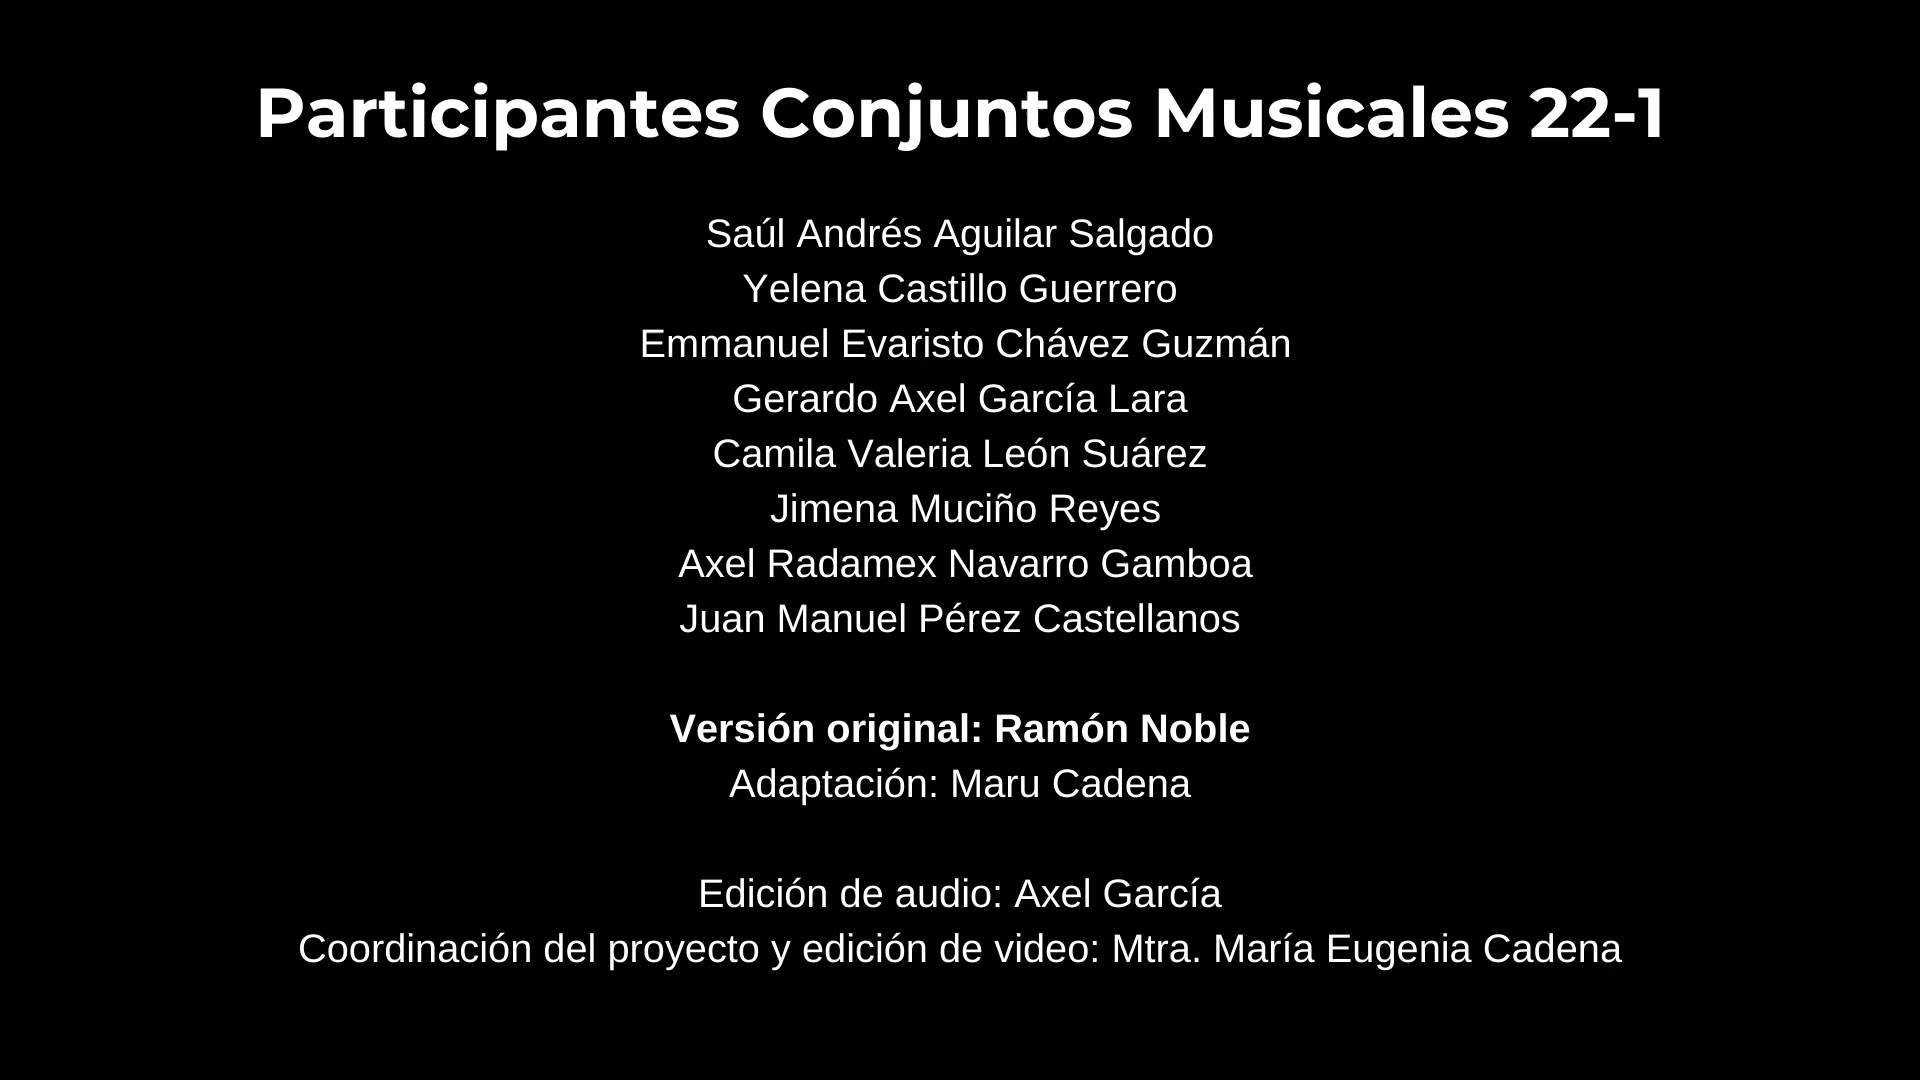 Participantes Conjuntos Musicales 22-1
Saúl Andrés Aguilar Salgado
Yelena Castillo Guerrero
Emmanuel Evaristo Chávez Guzmán
Gerardo Axel García Lara
Camila Valeria León Suárez
Jimena Muciño Reyes
Axel Radamex Navarro Gamboa
Juan Manuel Pérez Castellanos
Versión original: Ramón Noble
Adaptación: Maru Cadena
Edición de audio: Axel García
Coordinación del proyecto y edición de video: Mtra. María Eugenia Cadena